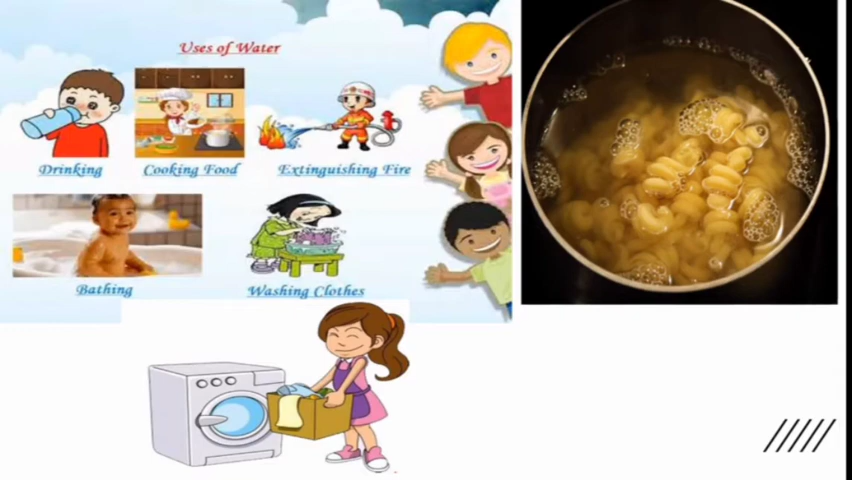 Uses of Water
Drinking
Cooking Food
Extinguishing Fire
Bathing
Washing Clothes